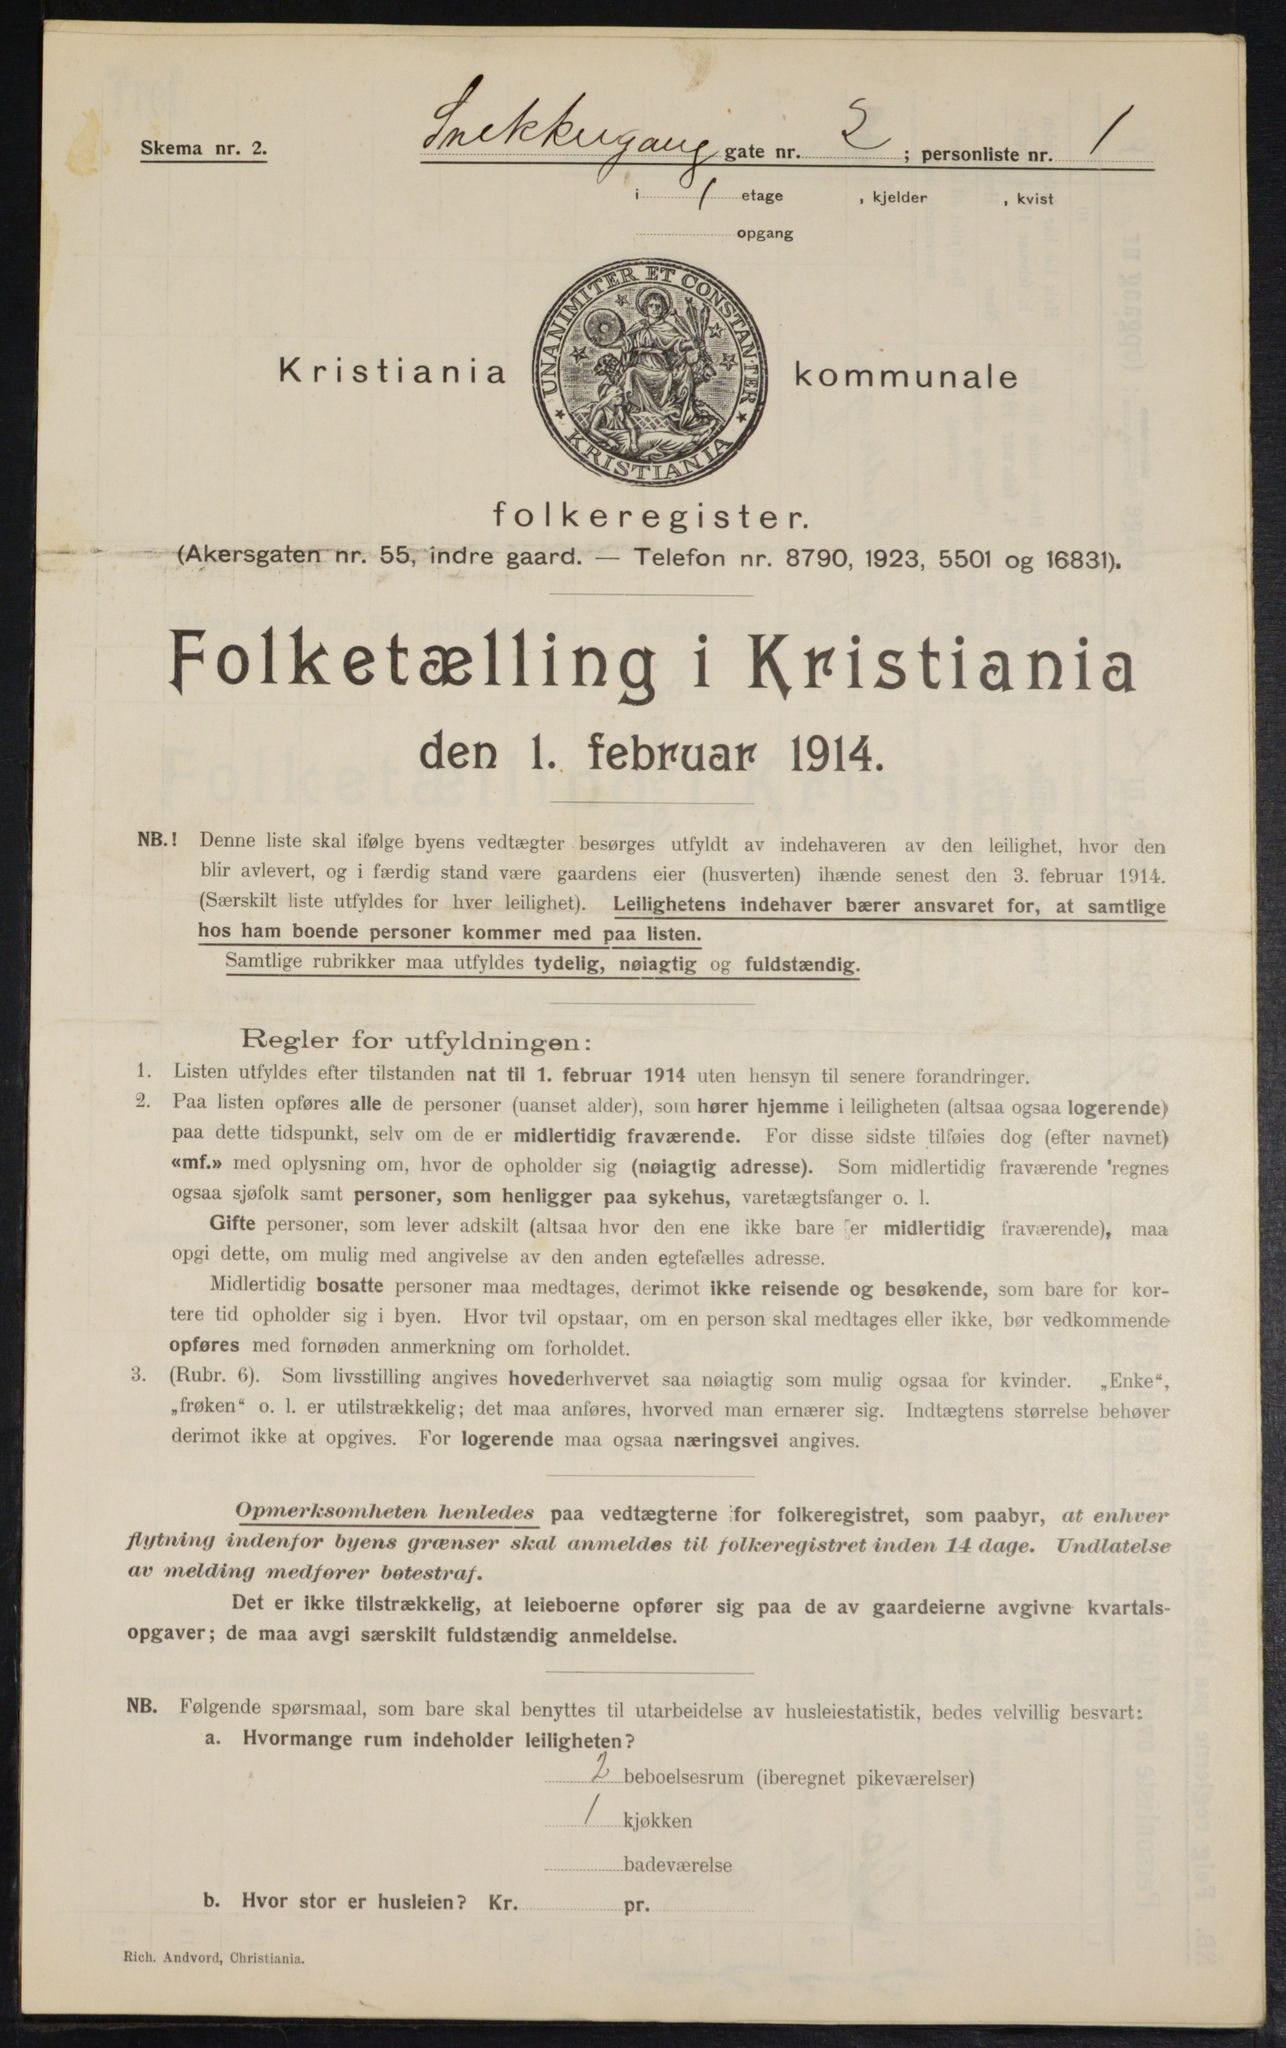 Skema nr. 2. Snekkergang gate nr. 2 ; personliste nr. 1
i 1 etage , kjelder , kvist
opgang
UNANIMITER ET CONSTANTER
KRISTIANIA
Kristiania kommunale
folkeregister.
(Akersgaten nr. 55, indre gaard. — Telefon nr. 8790, 1923, 5501 og 16831).
Folketælling i Kristiania
den 1. februar 1914.
NB.! Denne liste skal ifølge byens vedtægter besørges utfyldt av indehaveren av den leilighet, hvor den
blir avlevert, og i færdig stand være gaardens eier (husverten) ihænde senest den 3. februar 1914.
(Særskilt liste utfyldes for hver leilighet). Leilighetens indehaver bærer ansvaret for, at samtlige
hos ham boende personer kommer med paa listen.
Samtlige rubrikker maa utfyldes tydelig, nøiagtig og fuldstændig.
Regler for utfyldningen:
1. Listen utfyldes efter tilstanden nat til 1. februar 1914 uten hensyn til senere forandringer.
2. Paa listen opføres alle de personer (uanset alder), som hører hjemme i leiligheten (altsaa ogsaa logerende)
paa dette tidspunkt, selv om de er midlertidig fraværende. For disse sidste tilføies dog (efter navnet)
«mf.» med oplysning om, hvor de opholder sig (nøiagtig adresse). Som midlertidig fraværende regnes
ogsaa sjøfolk samt personer, som henligger paa sykehus, varetægtsfanger o. l.
Gifte personer, som lever adskilt (altsaa hvor den ene ikke bare er midlertidig fraværende), maa
opgi dette, om mulig med angivelse av den anden egtefælles adresse.
Midlertidig bosatte personer maa medtages, derimot ikke reisende og besøkende, som bare for kor-
tere tid opholder sig i byen. Hvor tvil opstaar, om en person skal medtages eller ikke, bør vedkommende
opføres med fornøden anmerkning om forholdet.
3. (Rubr. 6). Som livsstilling angives hovederhvervet saa nøiagtig som mulig ogsaa for kvinder. „Enke“,
„frøken“ o. l. er utilstrækkelig; det maa anføres, hvorved man ernærer sig. Indtægtens størrelse behøver
derimot ikke at opgives. For logerende maa ogsaa næringsvei angives.
Opmerksomheten henledes paa vedtægterne for folkeregistret, som paabyr, at enhver
flytning indenfor byens grænser skal anmeldes til folkeregistret inden 14 dage. Undlatelse
av melding medfører bøtestraf.
Det er ikke tilstrækkelig, at leieboerne opfører sig paa de av gaardeierne avgivne kvartals-
opgaver; de maa avgi særskilt fuldstændig anmeldelse.
NB. Følgende spørsmaal, som bare skal benyttes til utarbeidelse av husleiestatistik, bedes velvillig besvart:
a. Hvormange rum indeholder leiligheten?
2 beboelsesrum (iberegnet pikeværelser)
1 kjøkken
badeværelse
b. Hvor stor er husleien? Kr. pr.
Rich. Andvord, Christiania.